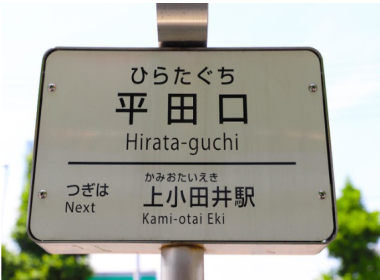 ひらたぐち
平田口
Hirata-guchi
かみおたいえき
つぎは 上小田井駅
Next Kami-otai Eki